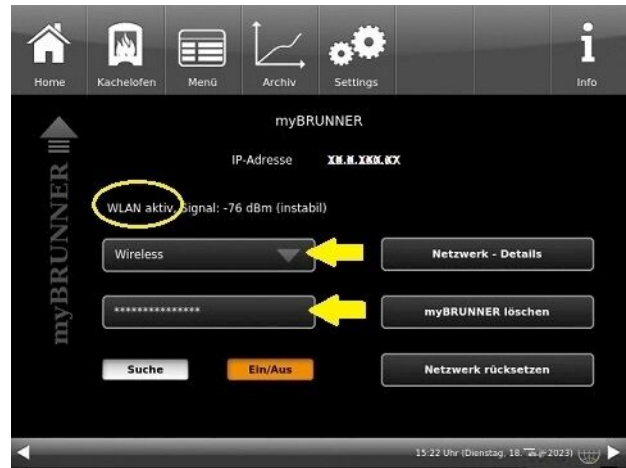 Home Kachelofen Menü Archiv Settings Info
myBRUNNER
IP-Adresse
WLAN aktiv, Signal: -76 dBm (instabil)
myBRUNNER
Wireless
Netzwerk - Details
***************
myBRUNNER löschen
Suche Ein/Aus Netzwerk rücksetzen
15:22 Uhr (Dienstag, 18. 2023)